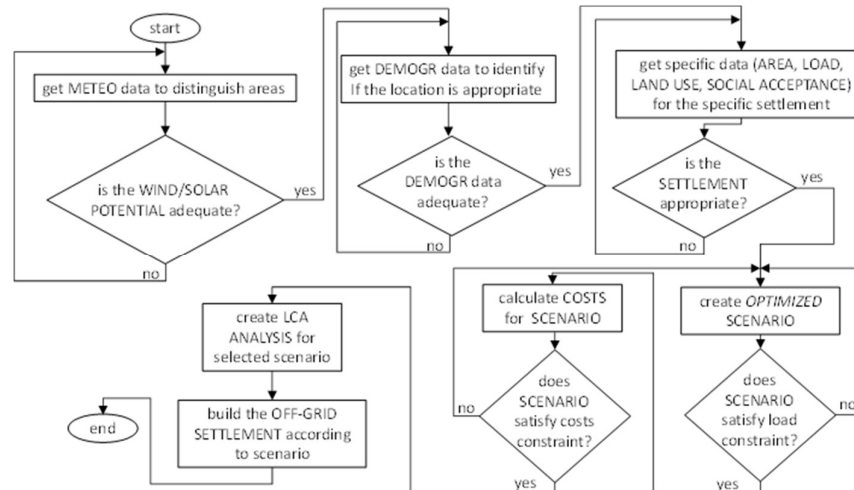 start
get METEO data to distinguish areas
is the WIND/SOLAR
POTENTIAL adequate?
yes
no
get DEMOGR data to identify
If the location is appropriate
is the
DEMOGR data
adequate?
yes
no
get specific data (AREA, LOAD,
LAND USE, SOCIAL ACCEPTANCE)
for the specific settlement
is the
SETTLEMENT
appropriate?
yes
no
create OPTIMIZED
SCENARIO
does
SCENARIO
satisfy load
constraint?
no
yes
calculate COSTS
for SCENARIO
does
SCENARIO
satisfy costs
constraint?
no
yes
create LCA
ANALYSIS for
selected scenario
build the OFF-GRID
SETTLEMENT according
to scenario
end